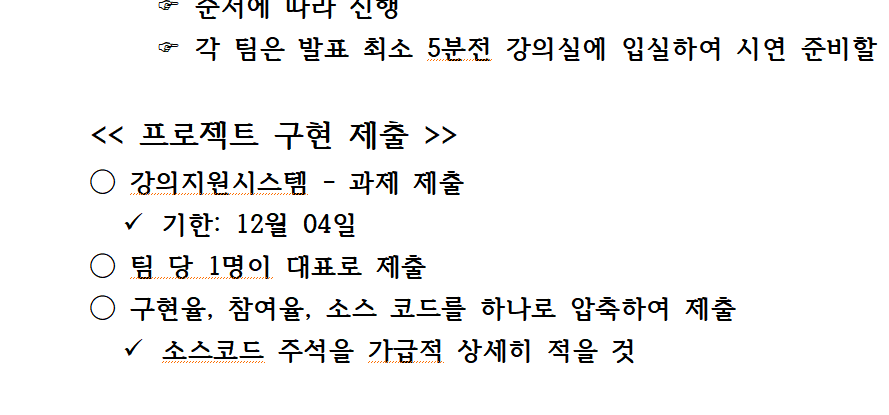 ☞ 순서에 따라 진행
☞ 각 팀은 발표 최소 5분전 강의실에 입실하여 시연 준비할
<< 프로젝트 구현 제출 >>
○ 강의지원시스템 - 과제 제출
✓ 기한: 12월 04일
○ 팀 당 1명이 대표로 제출
○ 구현율, 참여율, 소스 코드를 하나로 압축하여 제출
✓ 소스코드 주석을 가급적 상세히 적을 것